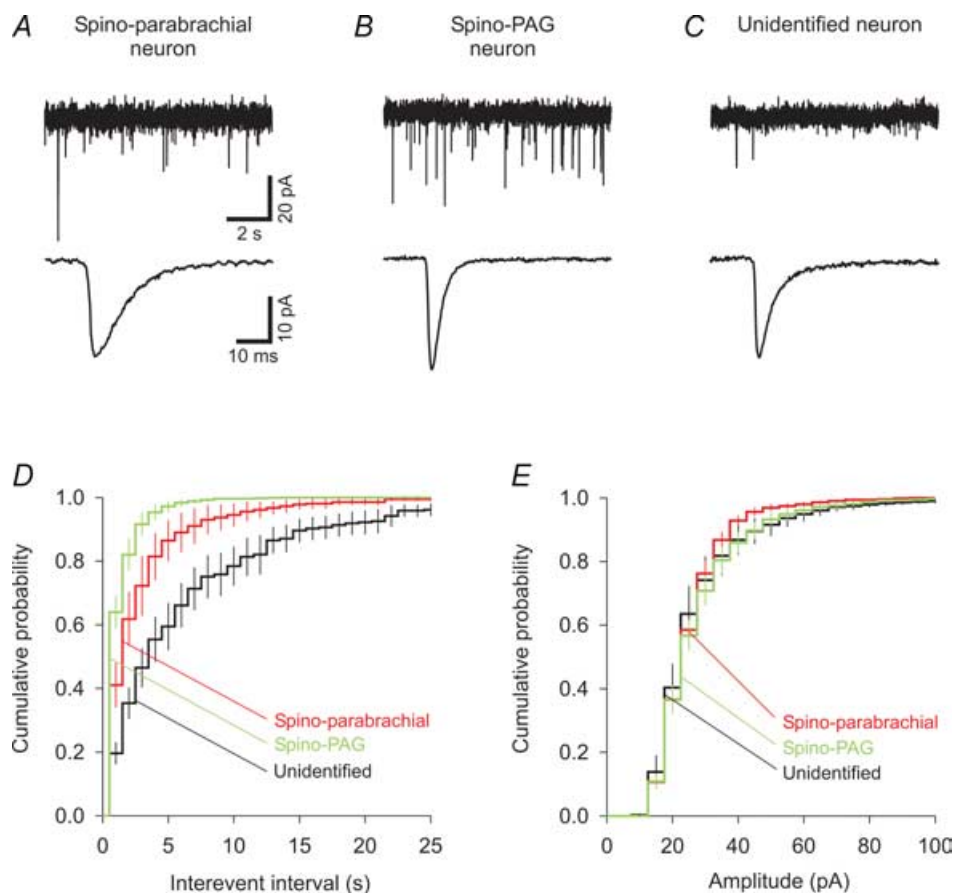 A
Spino-parabrachial
neuron
B
Spino-PAG
neuron
C
Unidentified neuron
20 pA
2 s
10 pA
10 ms
D
Cumulative probability
1.0
0.8
0.6
0.4
0.2
0.0
Spino-parabrachial
Spino-PAG
Unidentified
0 5 10 15 20 25
Interevent interval (s)
E
Cumulative probability
1.0
0.8
0.6
0.4
0.2
0.0
Spino-parabrachial
Spino-PAG
Unidentified
0 20 40 60 80 100
Amplitude (pA)